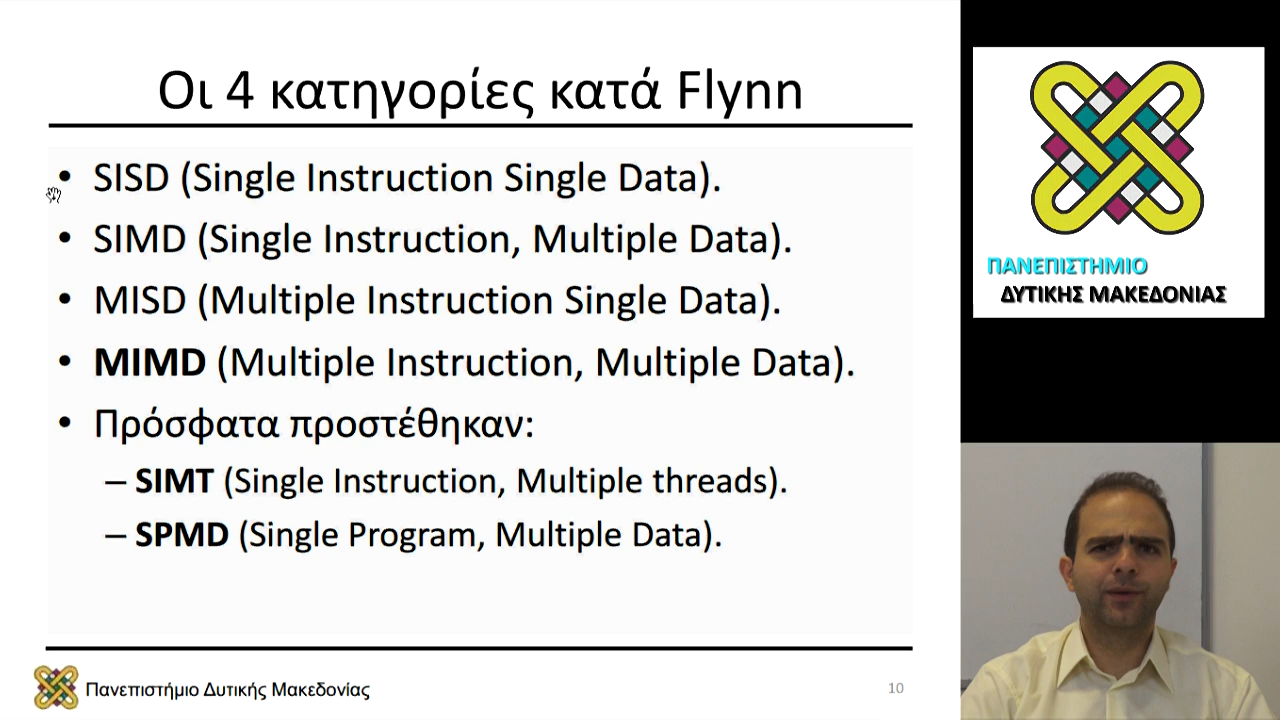 Οι 4 κατηγορίες κατά Flynn
• SISD (Single Instruction Single Data).
• SIMD (Single Instruction, Multiple Data).
• MISD (Multiple Instruction Single Data).
• MIMD (Multiple Instruction, Multiple Data).
• Πρόσφατα προστέθηκαν:
– SIMT (Single Instruction, Multiple threads).
– SPMD (Single Program, Multiple Data).
Πανεπιστήμιο Δυτικής Μακεδονίας
10
ΠΑΝΕΠΙΣΤΗΜΙΟ
ΔΥΤΙΚΗΣ ΜΑΚΕΔΟΝΙΑΣ